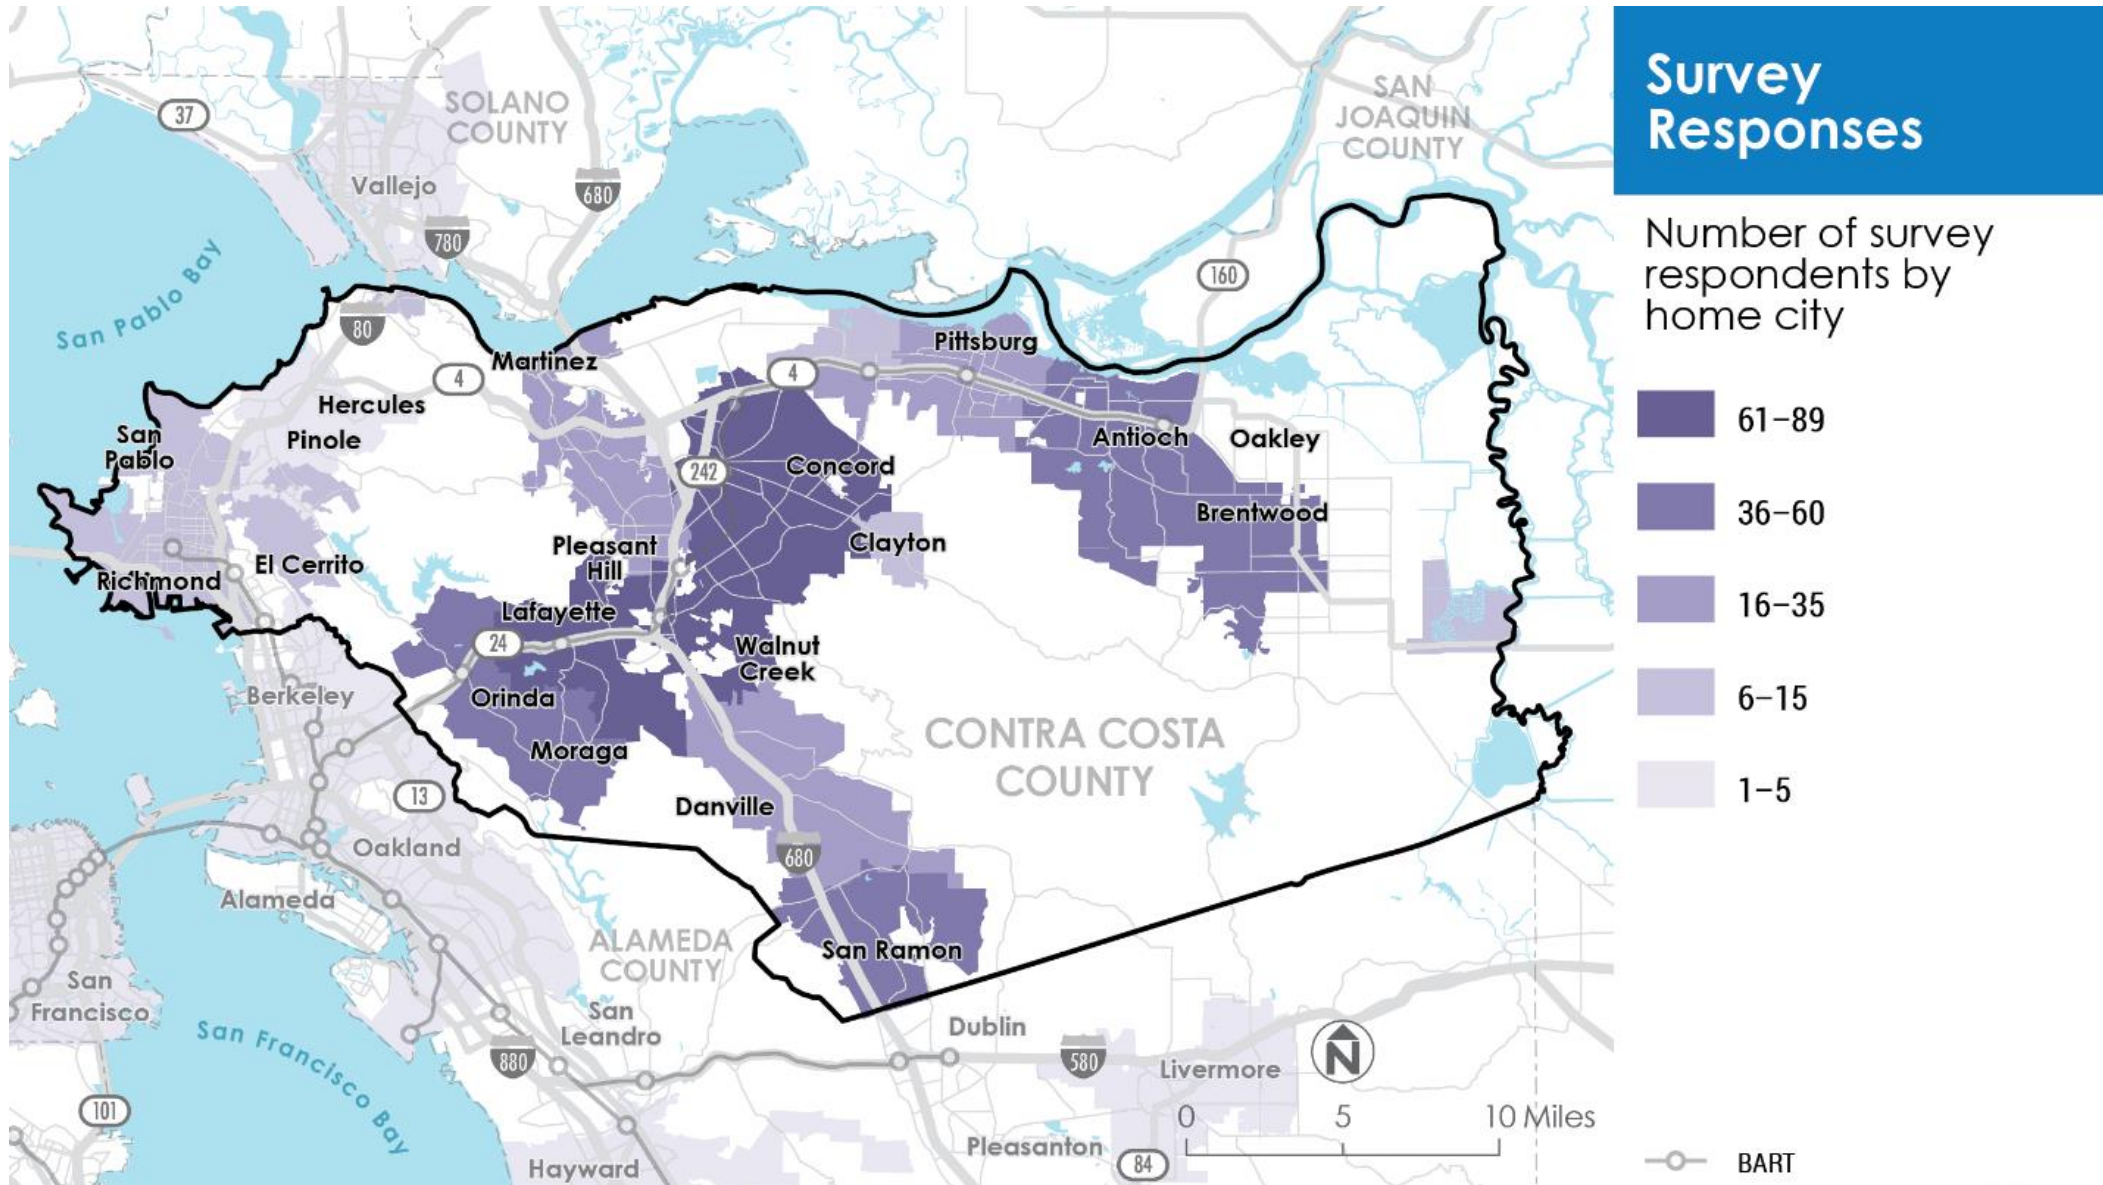 Survey
Responses
Number of survey
respondents by
home city
61–89
36–60
16–35
6–15
1–5
BART
37
SOLANO
COUNTY
SAN
JOAQUIN
COUNTY
Vallejo
680
780
160
San Pablo Bay
80
Martinez
4
4
Pittsburg
Hercules
Pinole
San
Pablo
242
Concord
Antioch
Oakley
Brentwood
Clayton
Pleasant
Hill
El Cerrito
Richmond
Lafayette
24
Walnut
Creek
Berkeley
Orinda
Moraga
CONTRA COSTA
COUNTY
13
Danville
Oakland
680
Alameda
ALAMEDA
COUNTY
San Ramon
San
Francisco
San Francisco Bay
San
Leandro
Dublin
880
580
Livermore
N
101
0 5 10 Miles
Pleasanton
84
Hayward